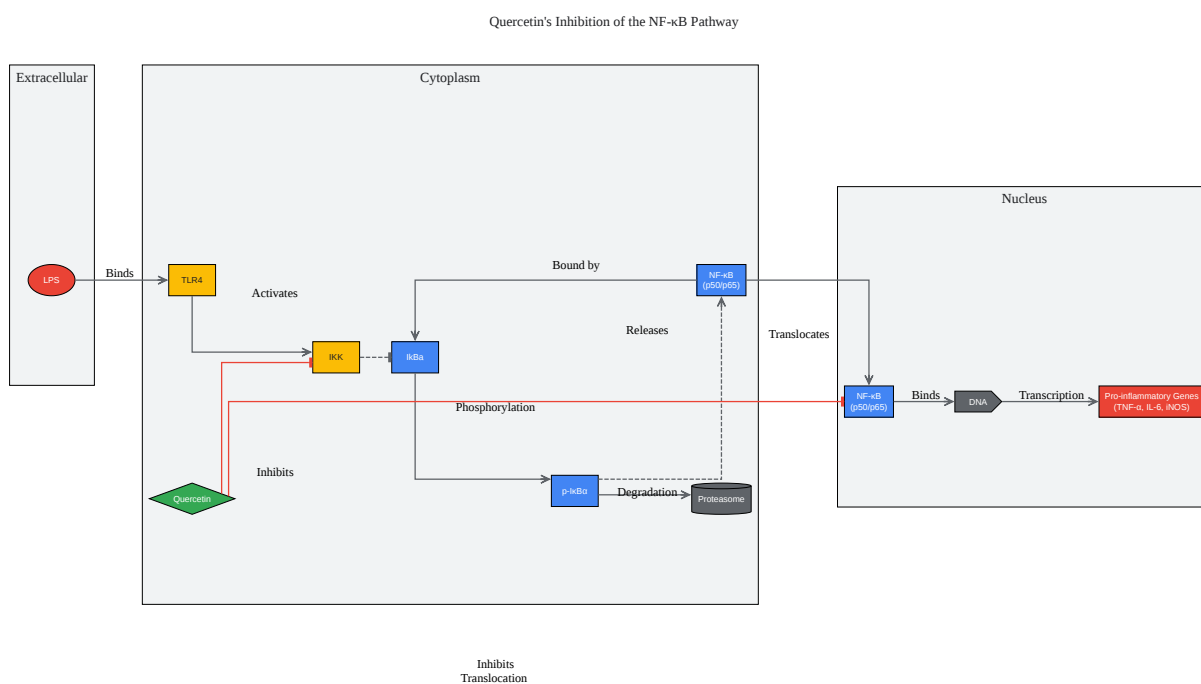 Quercetin's Inhibition of the NF-κB Pathway
Extracellular
Cytoplasm
Nucleus
LPS
Binds
TLR4
Activates
Bound by
NF-κB
(p50/p65)
Releases
Translocates
IKK
IkBa
NF-κB
(p50/p65)
Binds
DNA
Transcription
Pro-inflammatory Genes
(TNF-α, IL-6, iNOS)
Phosphorylation
Inhibits
Quercetin
p-IκBα
Degradation
Proteasome
Inhibits
Translocation